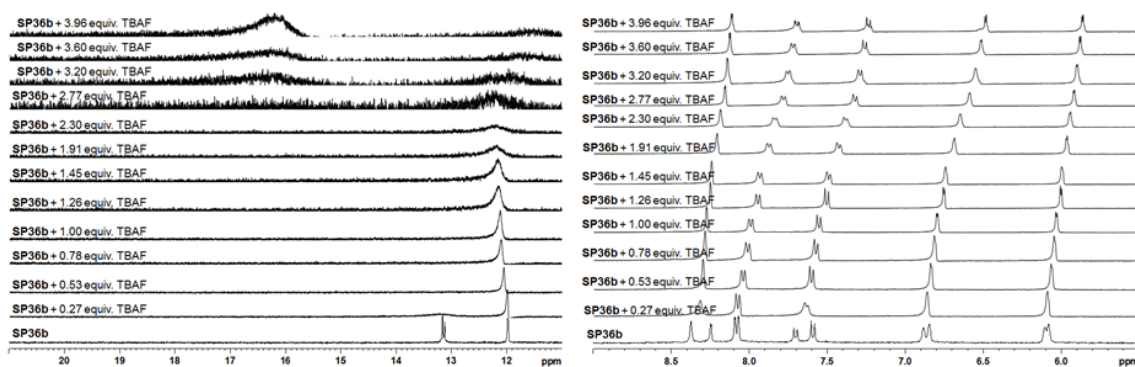 SP36b + 3.96 equiv. TBAF
SP36b + 3.60 equiv. TBAF
SP36b + 3.20 equiv. TBAF
SP36b + 2.77 equiv. TBAF
SP36b + 2.30 equiv. TBAF
SP36b + 1.91 equiv. TBAF
SP36b + 1.45 equiv. TBAF
SP36b + 1.26 equiv. TBAF
SP36b + 1.00 equiv. TBAF
SP36b + 0.78 equiv. TBAF
SP36b + 0.53 equiv. TBAF
SP36b + 0.27 equiv. TBAF
SP36b
20 19 18 17 16 15 14 13 12 ppm
SP36b + 3.96 equiv. TBAF
SP36b + 3.60 equiv. TBAF
SP36b + 3.20 equiv. TBAF
SP36b + 2.77 equiv. TBAF
SP36b + 2.30 equiv. TBAF
SP36b + 1.91 equiv. TBAF
SP36b + 1.45 equiv. TBAF
SP36b + 1.26 equiv. TBAF
SP36b + 1.00 equiv. TBAF
SP36b + 0.78 equiv. TBAF
SP36b + 0.53 equiv. TBAF
SP36b + 0.27 equiv. TBAF
SP36b
8.5 8.0 7.5 7.0 6.5 6.0 ppm